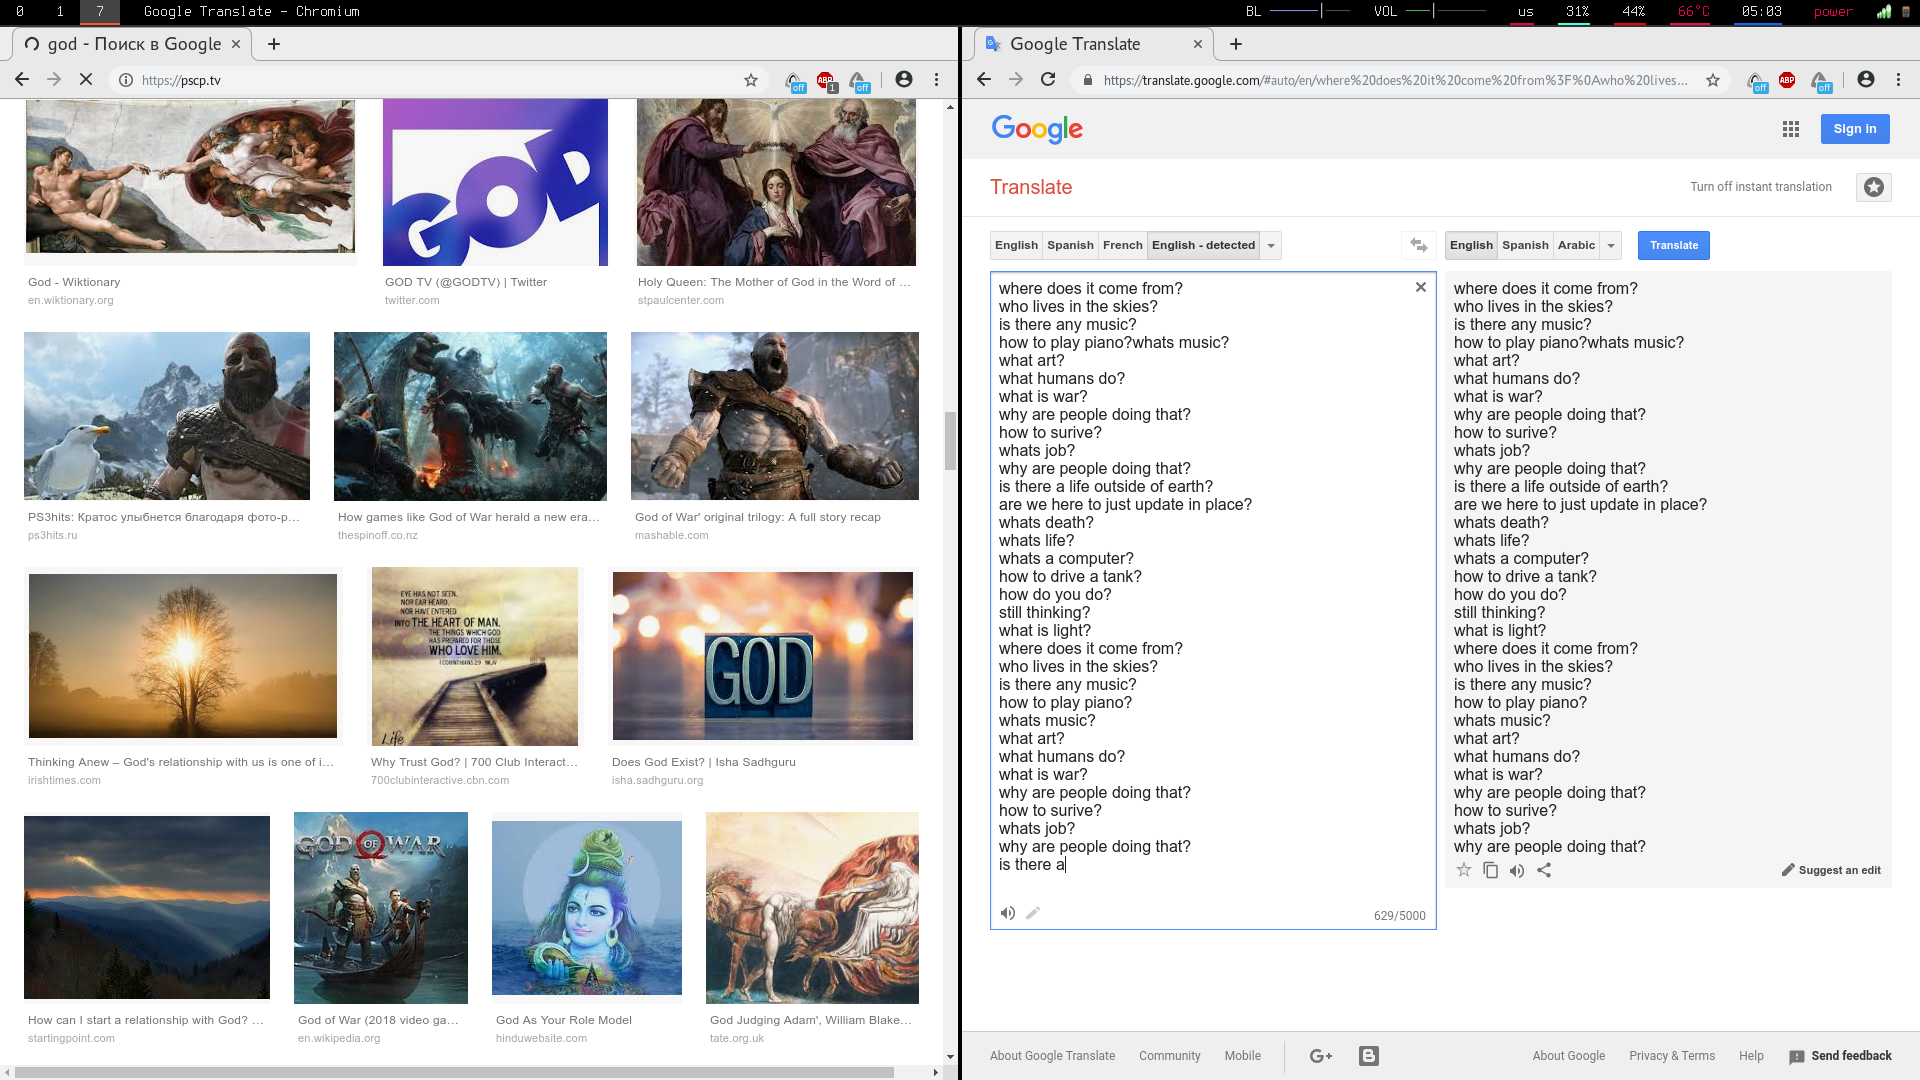 0 1 7 Google Translate - Chromium BL VOL us 31% 44% 66°C 05:03 power
god - Поиск в Google
https://pscp.tv
off ABP 1 off
GOD
God - Wiktionary
en.wiktionary.org
GOD TV (@GODTV) | Twitter
twitter.com
Holy Queen: The Mother of God in the Word of ...
stpaulcenter.com
PS3hits: Кратос улыбнется благодаря фото-р...
ps3hits.ru
How games like God of War herald a new era...
thespinoff.co.nz
God of War' original trilogy: A full story recap
mashable.com
EYE HAS NOT SEEN,
NOR EAR HEARD,
NOR HAVE ENTERED
INTO THE HEART OF MAN,
THE THINGS WHICH GOD
HAS PREPARED FOR THOSE
WHO LOVE HIM.
1 CORINTHIANS 2:9 NKJV
Life
GOD
Thinking Anew – God's relationship with us is one of i...
irishtimes.com
Why Trust God? | 700 Club Interact...
700clubinteractive.cbn.com
Does God Exist? | Isha Sadhguru
isha.sadhguru.org
GOD OF WAR
How can I start a relationship with God? ...
startingpoint.com
God of War (2018 video ga...
en.wikipedia.org
God As Your Role Model
hinduwebsite.com
God Judging Adam', William Blake...
tate.org.uk
Google Translate
https://translate.google.com/#auto/en/where%20does%20it%20come%20from%3F%0Awho%20lives...
off ABP off
Google
Sign in
Translate
Turn off instant translation
English Spanish French English - detected
English Spanish Arabic Translate
where does it come from?
who lives in the skies?
is there any music?
how to play piano?whats music?
what art?
what humans do?
what is war?
why are people doing that?
how to surive?
whats job?
why are people doing that?
is there a life outside of earth?
are we here to just update in place?
whats death?
whats life?
whats a computer?
how to drive a tank?
how do you do?
still thinking?
what is light?
where does it come from?
who lives in the skies?
is there any music?
how to play piano?
whats music?
what art?
what humans do?
what is war?
why are people doing that?
how to surive?
whats job?
why are people doing that?
is there a
629/5000
where does it come from?
who lives in the skies?
is there any music?
how to play piano?whats music?
what art?
what humans do?
what is war?
why are people doing that?
how to surive?
whats job?
why are people doing that?
is there a life outside of earth?
are we here to just update in place?
whats death?
whats life?
whats a computer?
how to drive a tank?
how do you do?
still thinking?
what is light?
where does it come from?
who lives in the skies?
is there any music?
how to play piano?
whats music?
what art?
what humans do?
what is war?
why are people doing that?
how to surive?
whats job?
why are people doing that?
Suggest an edit
About Google Translate Community Mobile G+ About Google Privacy & Terms Help Send feedback